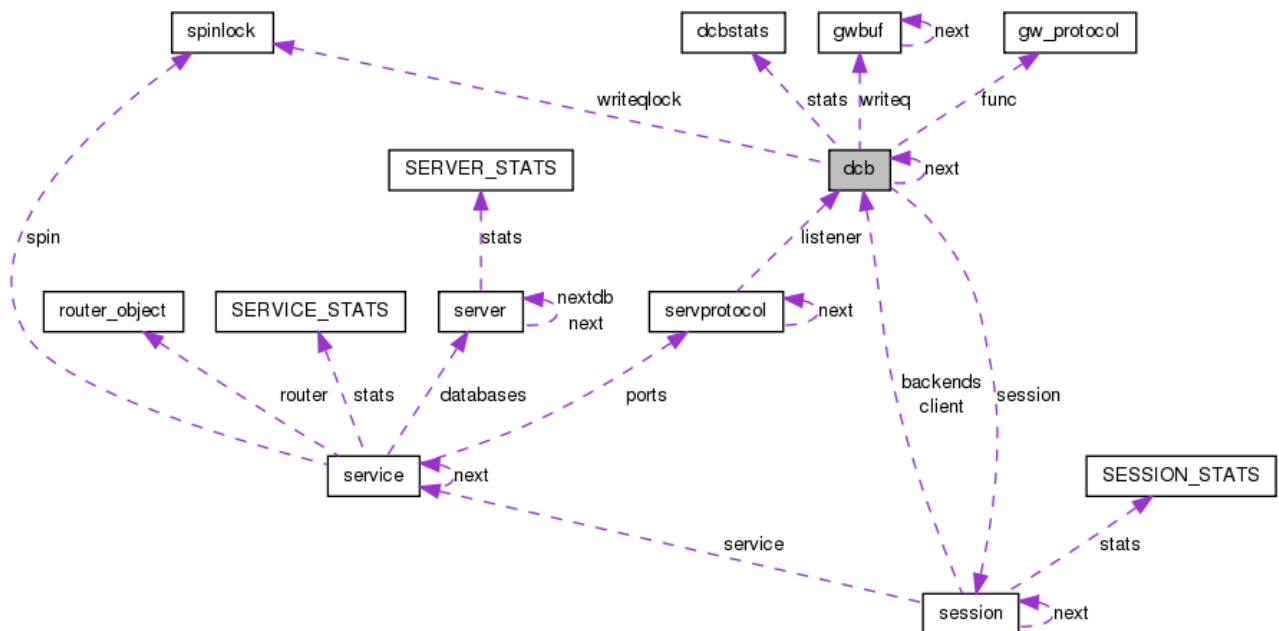 spinlock
dcbstats
gwbuf
next
gw_protocol
writeqlock
stats
writeq
func
SERVER_STATS
dcb
next
spin
stats
listener
router_object
SERVICE_STATS
server
nextdb
next
servprotocol
next
router
stats
databases
ports
backends
client
session
service
next
SESSION_STATS
service
stats
session
next